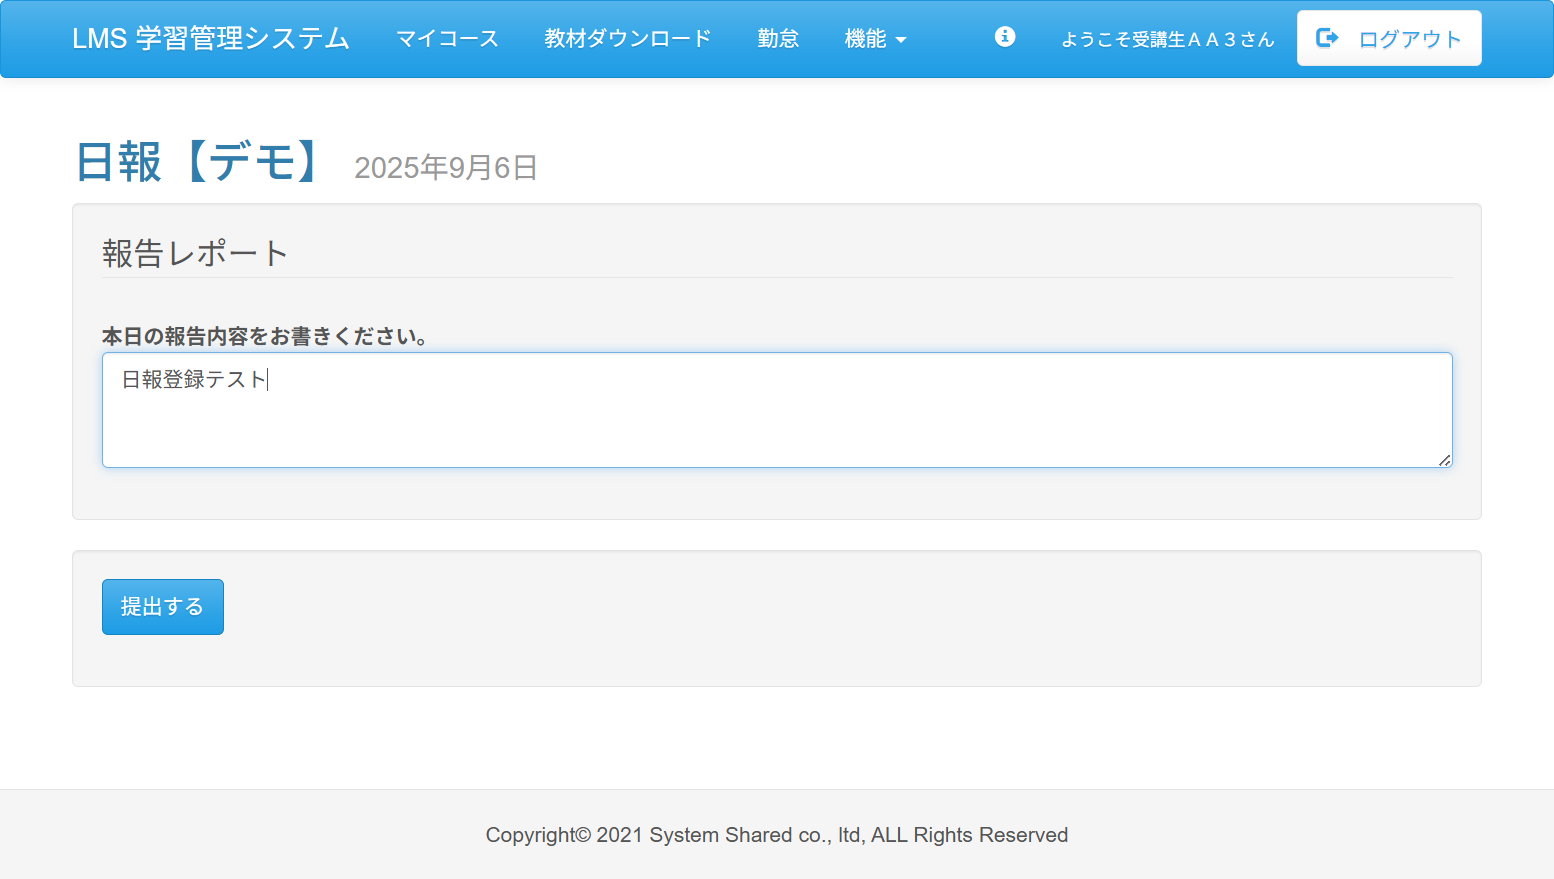 LMS 学習管理システム マイコース 教材ダウンロード 勤怠 機能 ようこそ受講生ＡＡ３さん ログアウト
日報【デモ】 2025年9月6日
報告レポート
本日の報告内容をお書きください。
日報登録テスト
提出する
Copyright© 2021 System Shared co., ltd, ALL Rights Reserved